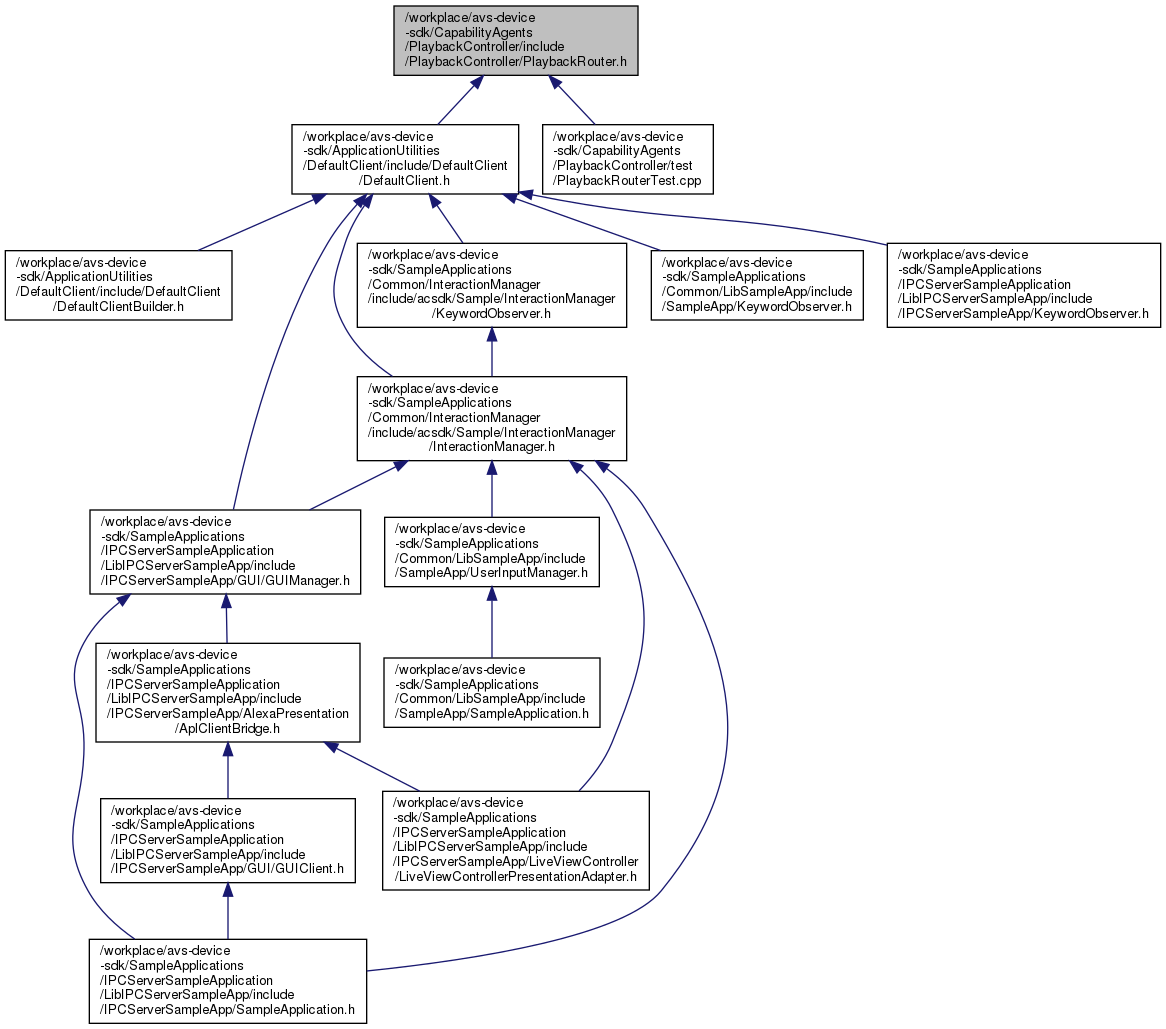 /workplace/avs-device
-sdk/CapabilityAgents
/PlaybackController/include
/PlaybackController/PlaybackRouter.h
/workplace/avs-device
-sdk/ApplicationUtilities
/DefaultClient/include/DefaultClient
/DefaultClient.h
/workplace/avs-device
-sdk/CapabilityAgents
/PlaybackController/test
/PlaybackRouterTest.cpp
/workplace/avs-device
-sdk/ApplicationUtilities
/DefaultClient/include/DefaultClient
/DefaultClientBuilder.h
/workplace/avs-device
-sdk/SampleApplications
/Common/InteractionManager
/include/acsdk/Sample/InteractionManager
/KeywordObserver.h
/workplace/avs-device
-sdk/SampleApplications
/Common/LibSampleApp/include
/SampleApp/KeywordObserver.h
/workplace/avs-device
-sdk/SampleApplications
/IPCServerSampleApplication
/LibIPCServerSampleApp/include
/IPCServerSampleApp/KeywordObserver.h
/workplace/avs-device
-sdk/SampleApplications
/Common/InteractionManager
/include/acsdk/Sample/InteractionManager
/InteractionManager.h
/workplace/avs-device
-sdk/SampleApplications
/IPCServerSampleApplication
/LibIPCServerSampleApp/include
/IPCServerSampleApp/GUI/GUIManager.h
/workplace/avs-device
-sdk/SampleApplications
/Common/LibSampleApp/include
/SampleApp/UserInputManager.h
/workplace/avs-device
-sdk/SampleApplications
/IPCServerSampleApplication
/LibIPCServerSampleApp/include
/IPCServerSampleApp/AlexaPresentation
/AplClientBridge.h
/workplace/avs-device
-sdk/SampleApplications
/Common/LibSampleApp/include
/SampleApp/SampleApplication.h
/workplace/avs-device
-sdk/SampleApplications
/IPCServerSampleApplication
/LibIPCServerSampleApp/include
/IPCServerSampleApp/GUI/GUIClient.h
/workplace/avs-device
-sdk/SampleApplications
/IPCServerSampleApplication
/LibIPCServerSampleApp/include
/IPCServerSampleApp/LiveViewController
/LiveViewControllerPresentationAdapter.h
/workplace/avs-device
-sdk/SampleApplications
/IPCServerSampleApplication
/LibIPCServerSampleApp/include
/IPCServerSampleApp/SampleApplication.h